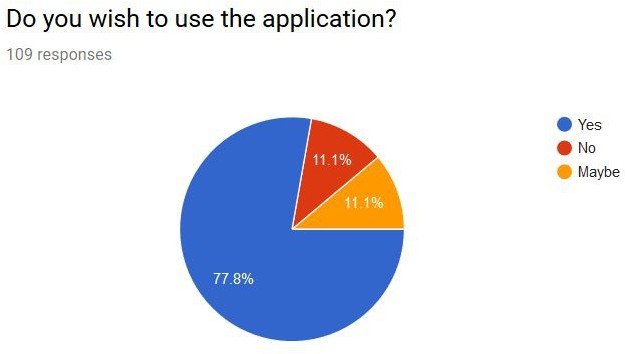 Do you wish to use the application?
109 responses
Yes
No
Maybe
11.1%
11.1%
77.8%